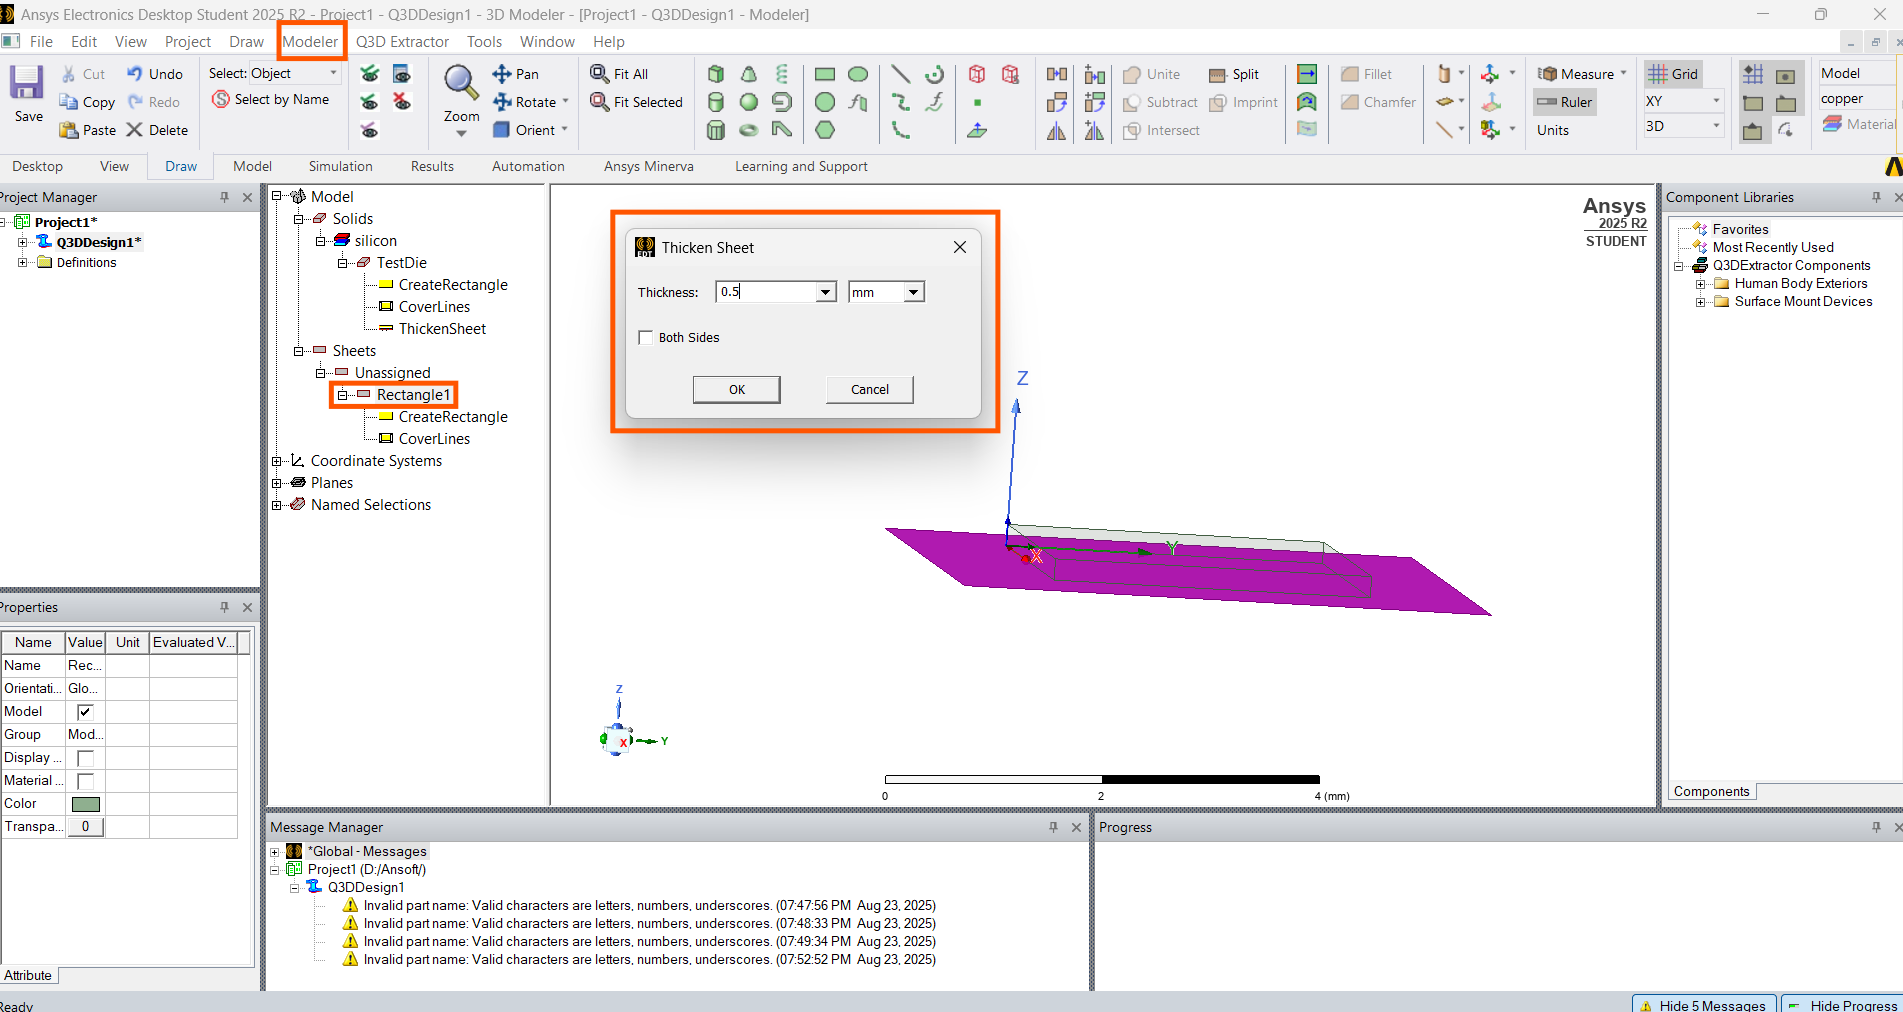 Ansys Electronics Desktop Student 2025 R2 - Project1 - Q3DDesign1 - 3D Modeler - [Project1 - Q3DDesign1 - Modeler]
File Edit View Project Draw Modeler Q3D Extractor Tools Window Help
Save
Cut
Copy
Paste
Undo
Redo
Delete
Select: Object
Select by Name
Zoom
Pan
Rotate
Orient
Fit All
Fit Selected
Unite
Subtract
Intersect
Split
Imprint
Fillet
Chamfer
Measure
Ruler
Units
Grid
XY
3D
Model
copper
Material
Desktop View Draw Model Simulation Results Automation Ansys Minerva Learning and Support
Project Manager
Project1*
Q3DDesign1*
Definitions
Properties
Name Value Unit Evaluated V...
Name Rec...
Orientati... Glo...
Model
Group Mod...
Display ...
Material ...
Color
Transpa... 0
Attribute
Model
Solids
silicon
TestDie
CreateRectangle
CoverLines
ThickenSheet
Sheets
Unassigned
Rectangle1
CreateRectangle
CoverLines
Coordinate Systems
Planes
Named Selections
EDT
Thicken Sheet
Thickness: 0.5 mm
Both Sides
OK Cancel
Ansys
2025 R2
STUDENT
Z
X
Y
Z
X
Y
0 2 4 (mm)
Component Libraries
Favorites
Most Recently Used
Q3DExtractor Components
Human Body Exteriors
Surface Mount Devices
Components
Message Manager
*Global - Messages
Project1 (D:/Ansoft/)
Q3DDesign1
Invalid part name: Valid characters are letters, numbers, underscores. (07:47:56 PM Aug 23, 2025)
Invalid part name: Valid characters are letters, numbers, underscores. (07:48:33 PM Aug 23, 2025)
Invalid part name: Valid characters are letters, numbers, underscores. (07:49:34 PM Aug 23, 2025)
Invalid part name: Valid characters are letters, numbers, underscores. (07:52:52 PM Aug 23, 2025)
Progress
Ready
Hide 5 Messages
Hide Progress